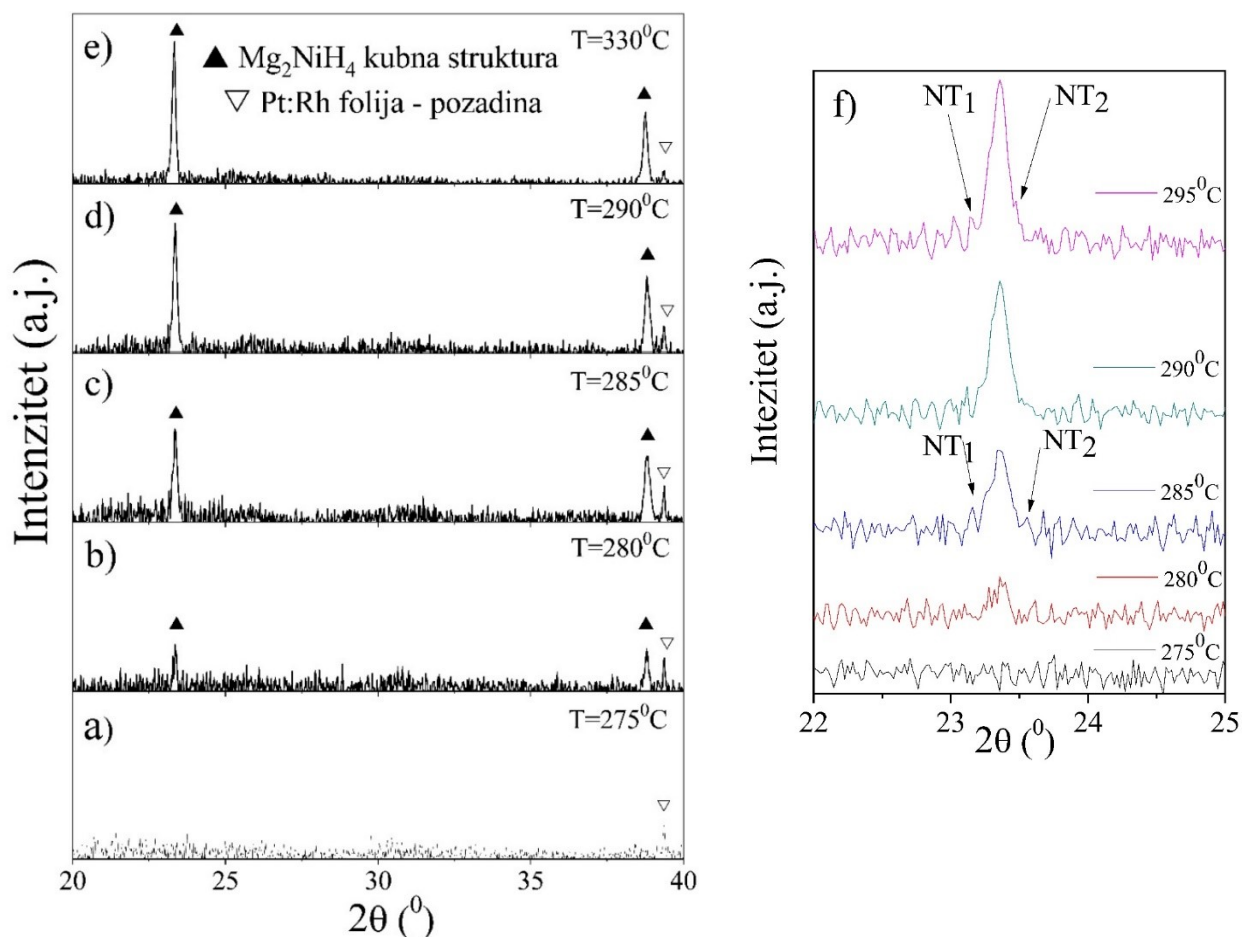 e)
T=330⁰C
▲ Mg₂NiH₄ kubna struktura
▽ Pt:Rh folija - pozadina
d)
T=290⁰C
c)
T=285⁰C
b)
T=280⁰C
a)
T=275⁰C
Intenzitet (a.j.)
20 25 30 35 40
2θ (⁰)
f)
NT₁ NT₂
295⁰C
290⁰C
NT₁ NT₂
285⁰C
280⁰C
275⁰C
Intezitet (a.j.)
22 23 24 25
2θ (⁰)